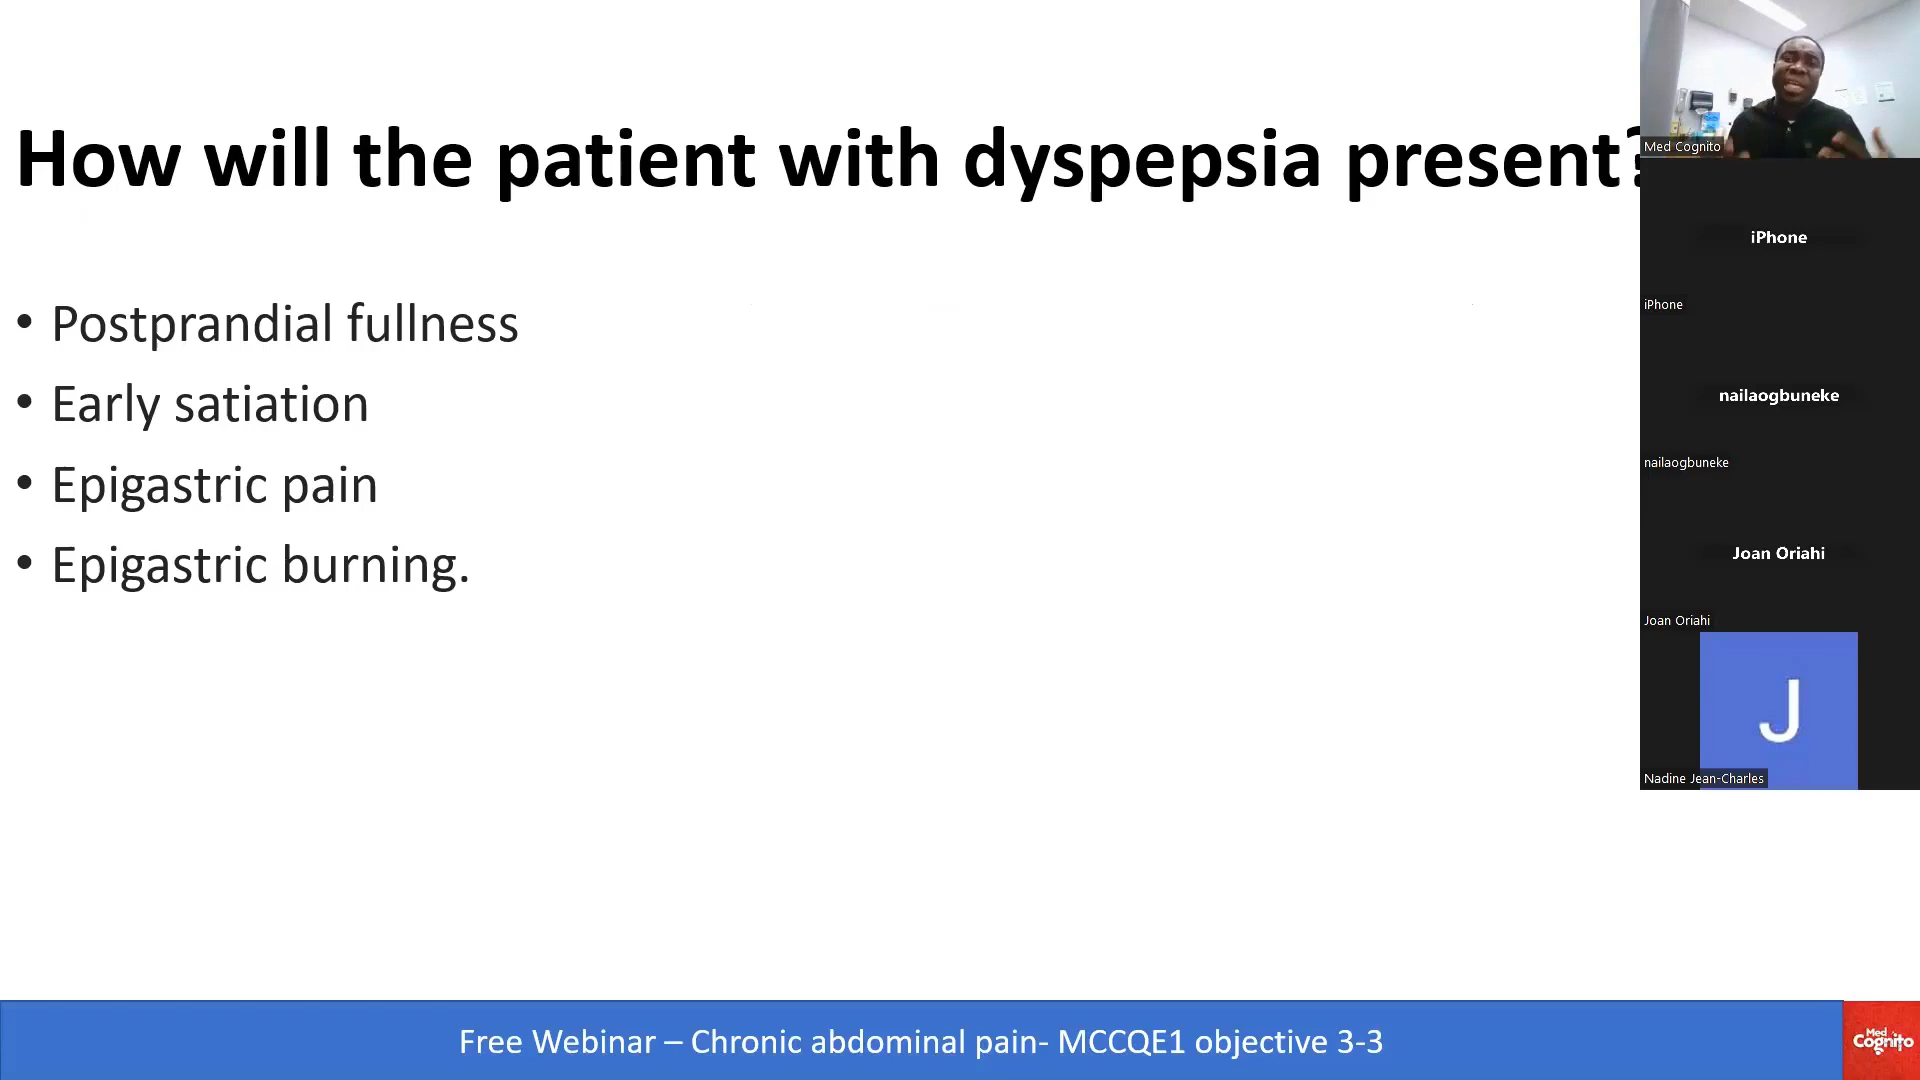 How will the patient with dyspepsia present?
• Postprandial fullness
• Early satiation
• Epigastric pain
• Epigastric burning.
Med Cognito
iPhone
iPhone
nailaogbuneke
nailaogbuneke
Joan Oriahi
Joan Oriahi
J
Nadine Jean-Charles
Free Webinar – Chronic abdominal pain- MCCQE1 objective 3-3
Med
Cognito